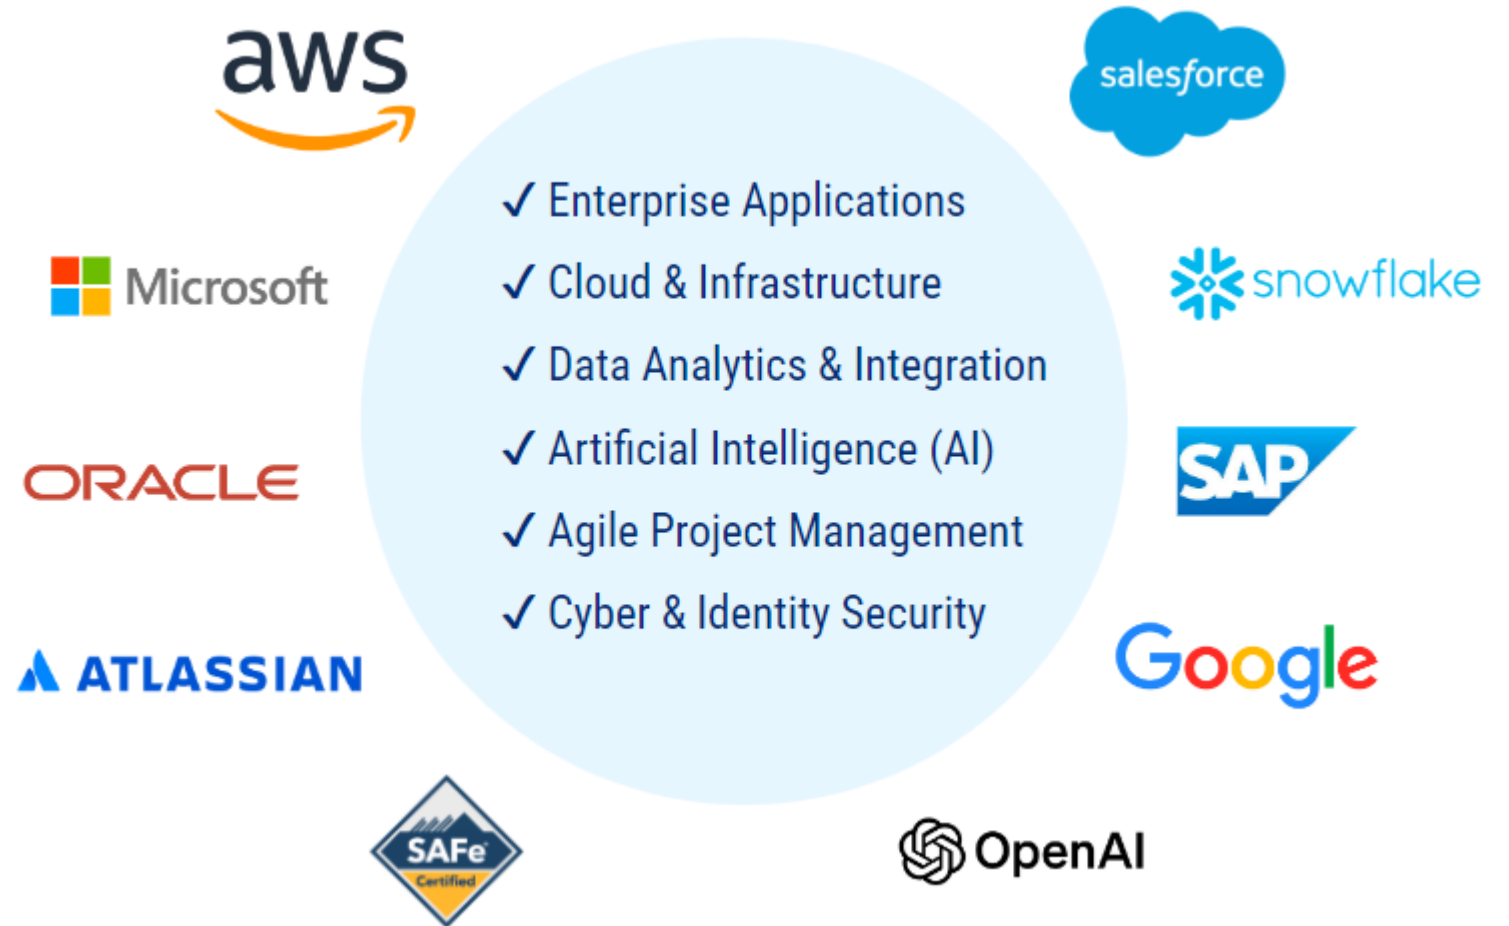 aws
salesforce
✓ Enterprise Applications
Microsoft
✓ Cloud & Infrastructure
snowflake
✓ Data Analytics & Integration
ORACLE
✓ Artificial Intelligence (AI)
SAP
✓ Agile Project Management
✓ Cyber & Identity Security
ATLASSIAN
Google
SAFe
Certified
OpenAI